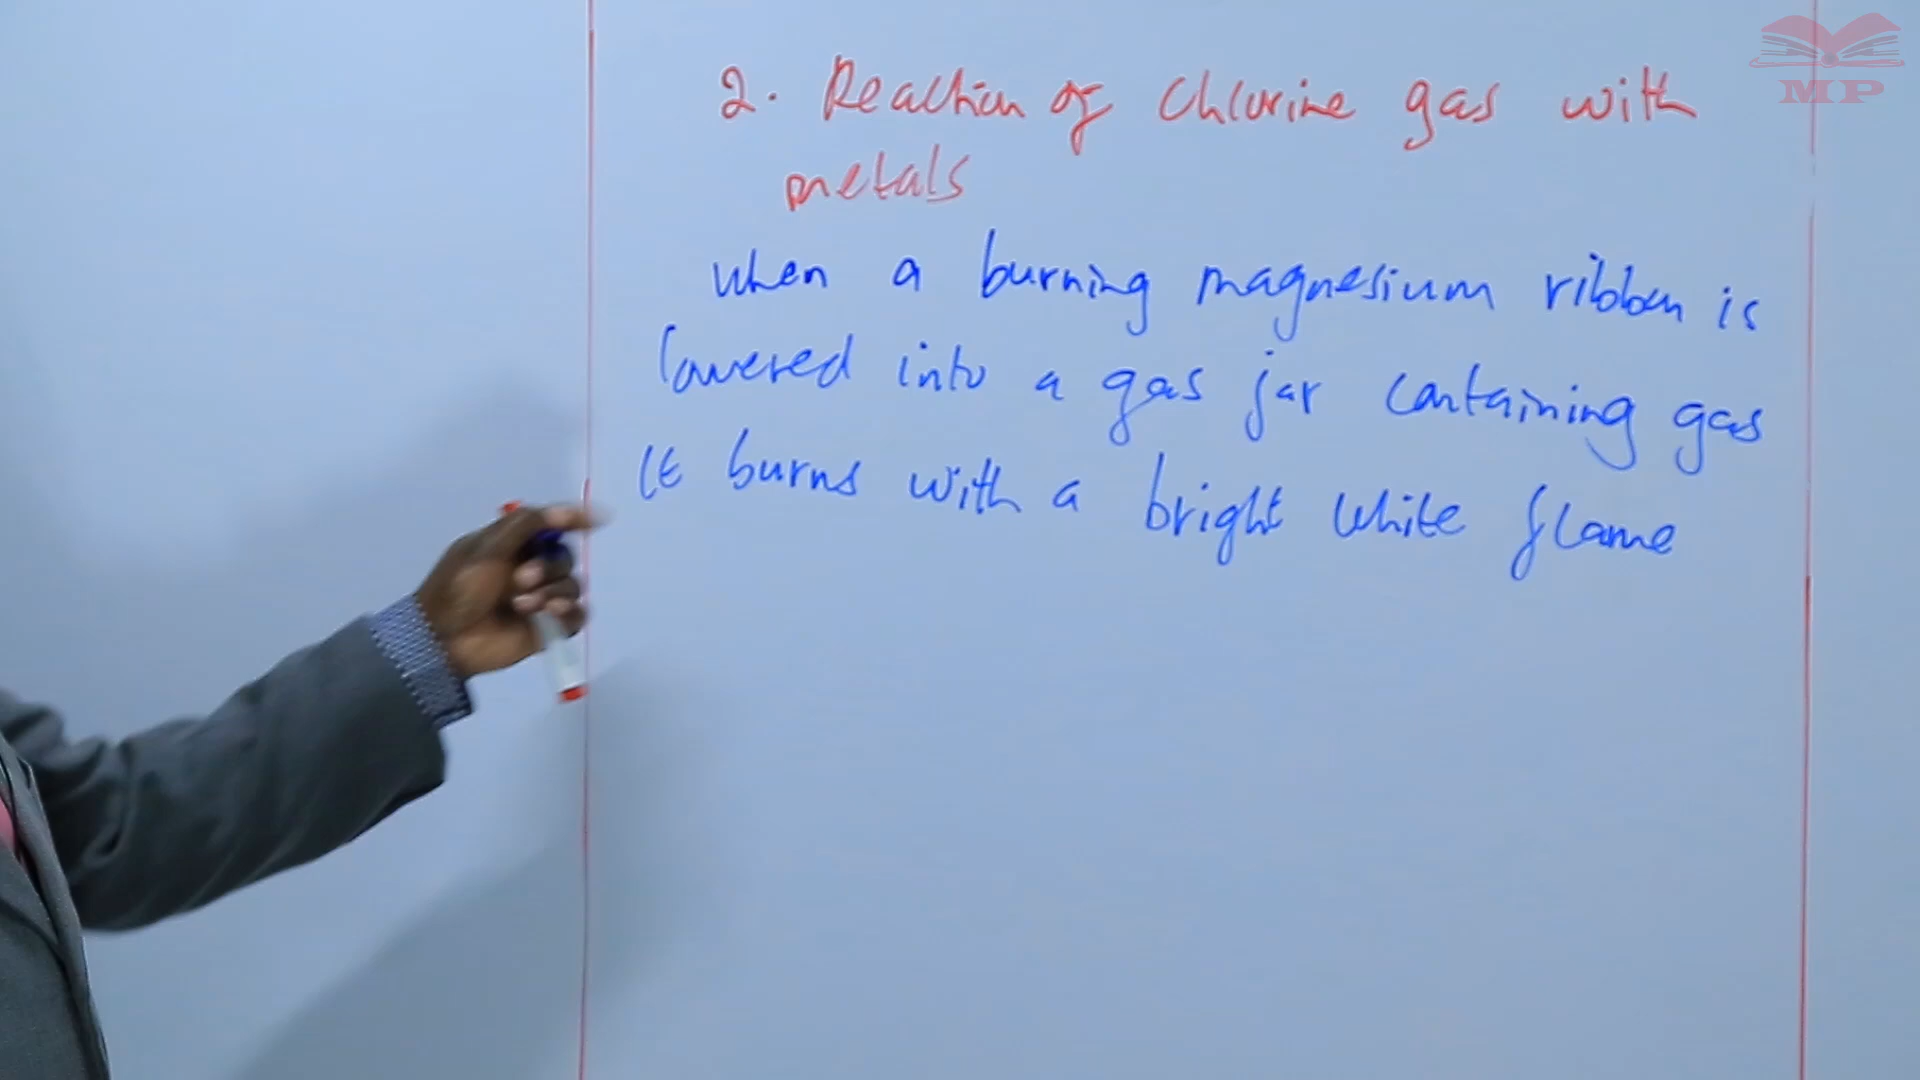 MP
2. Reaction of Chlorine gas with
metals
when a burning magnesium ribbon is
lowered into a gas jar containing gas
It burns with a bright white flame